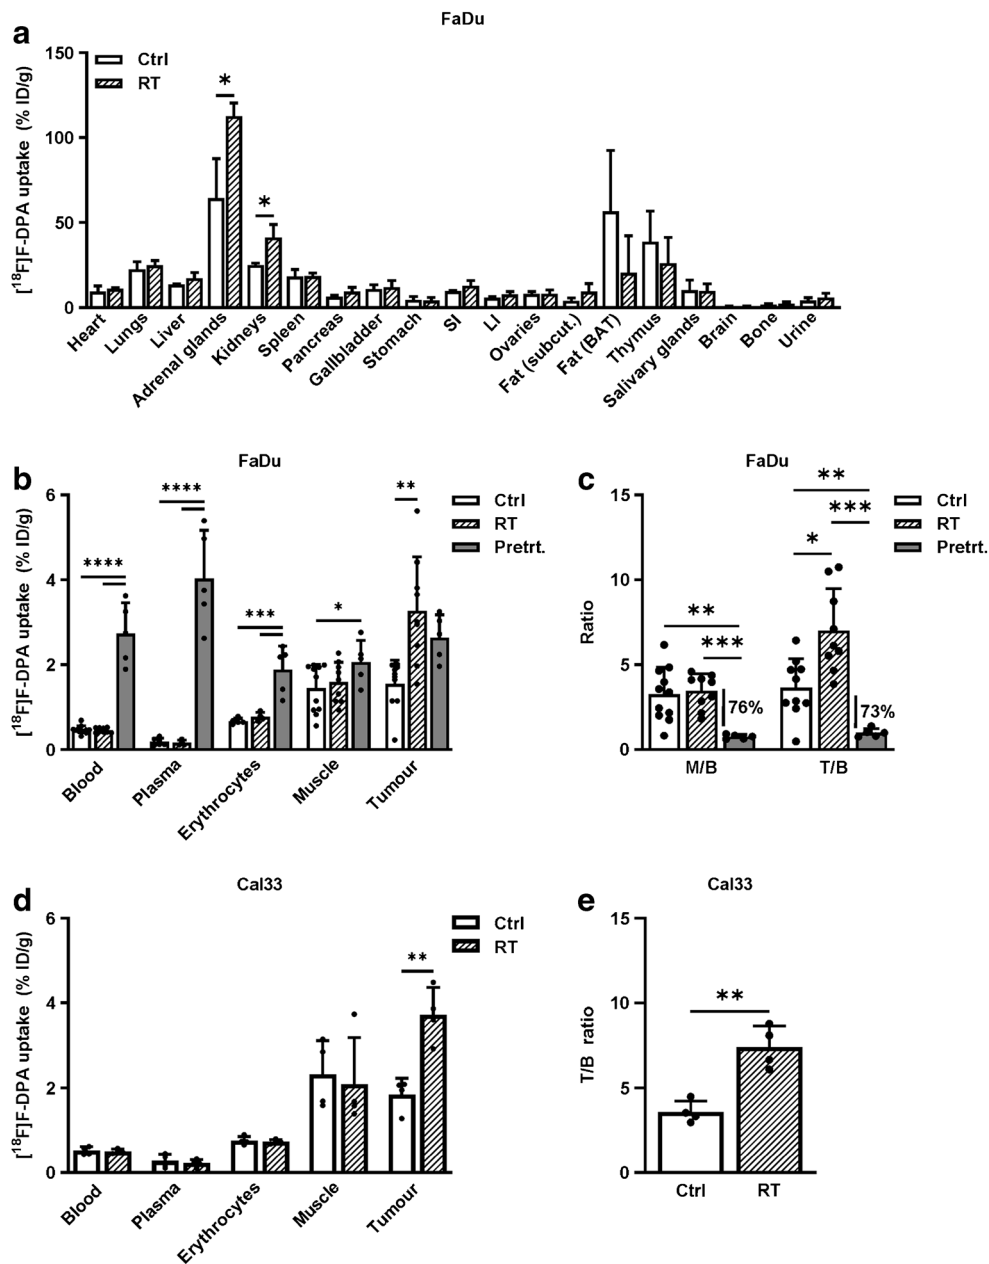 a
FaDu
[¹⁸F]F-DPA uptake (% ID/g)
150
100
50
0
Ctrl
RT
*
*
Heart
Lungs
Liver
Adrenal glands
Kidneys
Spleen
Pancreas
Gallbladder
Stomach
SI
LI
Ovaries
Fat (subcut.)
Fat (BAT)
Thymus
Salivary glands
Brain
Bone
Urine
b
FaDu
[¹⁸F]F-DPA uptake (% ID/g)
6
4
2
0
****
****
***
*
**
Ctrl
RT
Pretrt.
Blood
Plasma
Erythrocytes
Muscle
Tumour
c
FaDu
Ratio
15
10
5
0
**
***
*
**
***
76%
73%
Ctrl
RT
Pretrt.
M/B
T/B
d
Cal33
[¹⁸F]F-DPA uptake (% ID/g)
6
4
2
0
**
Ctrl
RT
Blood
Plasma
Erythrocytes
Muscle
Tumour
e
Cal33
T/B ratio
15
10
5
0
**
Ctrl
RT